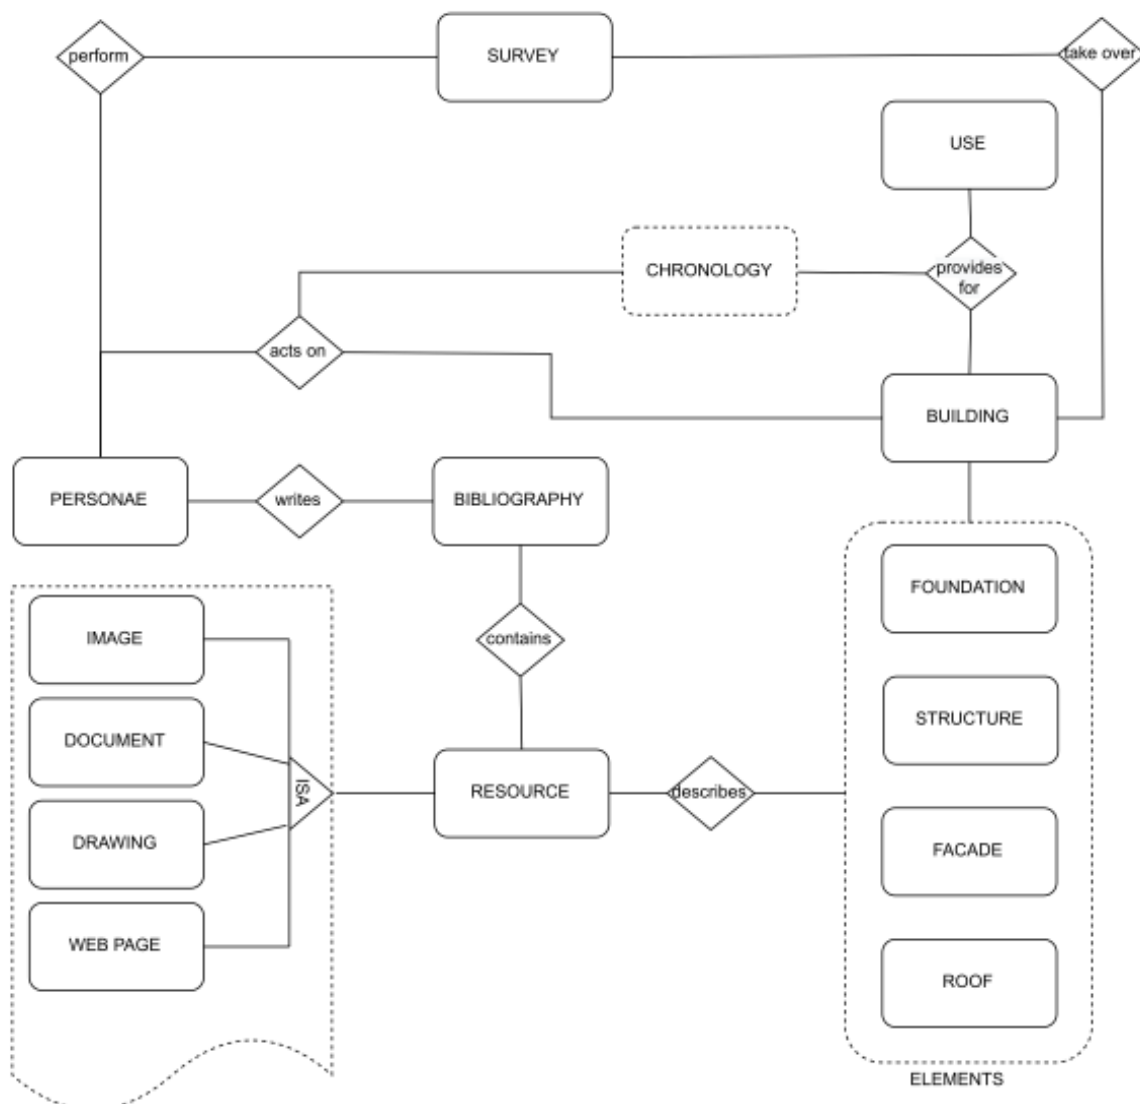 perform
SURVEY
take over
USE
CHRONOLOGY
provides
for
acts on
BUILDING
PERSONAE
writes
BIBLIOGRAPHY
FOUNDATION
IMAGE
contains
STRUCTURE
DOCUMENT
ISA
RESOURCE
describes
DRAWING
FACADE
WEB PAGE
ROOF
ELEMENTS